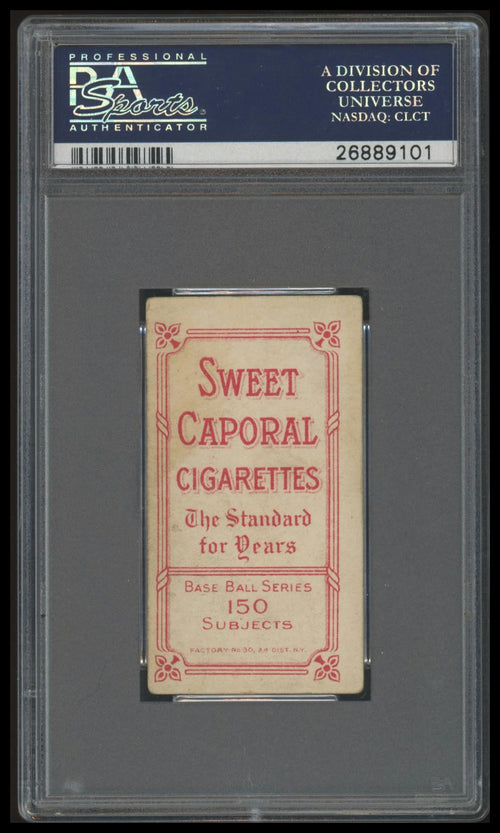 PROFESSIONAL
PSA
Sports
AUTHENTICATOR
A DIVISION OF
COLLECTORS
UNIVERSE
NASDAQ: CLCT
26889101
SWEET
CAPORAL
CIGARETTES
The Standard
for Years
BASE BALL SERIES
150
SUBJECTS
FACTORY No 30, 2d DIST. N.Y.